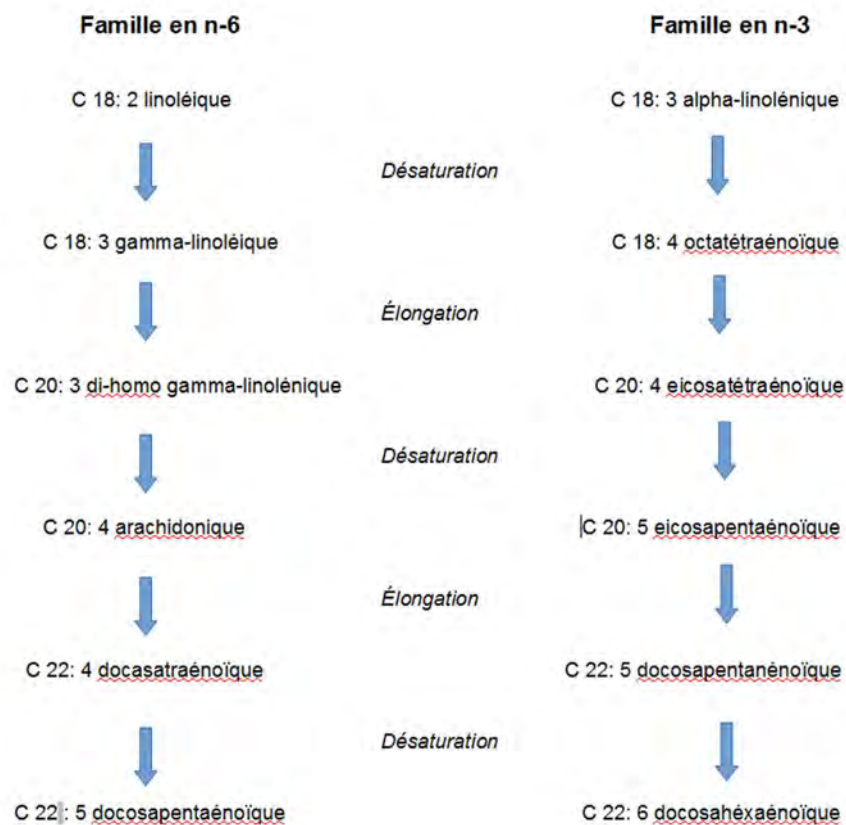 Famille en n-6
Famille en n-3
C 18: 2 linoléique
C 18: 3 alpha-linolénique
Désaturation
C 18: 3 gamma-linoléique
C 18: 4 octatétraénoïque
Élongation
C 20: 3 di-homo gamma-linolénique
C 20: 4 eicosatétraénoïque
Désaturation
C 20: 4 arachidonique
C 20: 5 eicosapentaénoïque
Élongation
C 22: 4 docasatraénoïque
C 22: 5 docosapentanénoïque
Désaturation
C 22 : 5 docosapentaénoïque
C 22: 6 docosahéxaénoïque